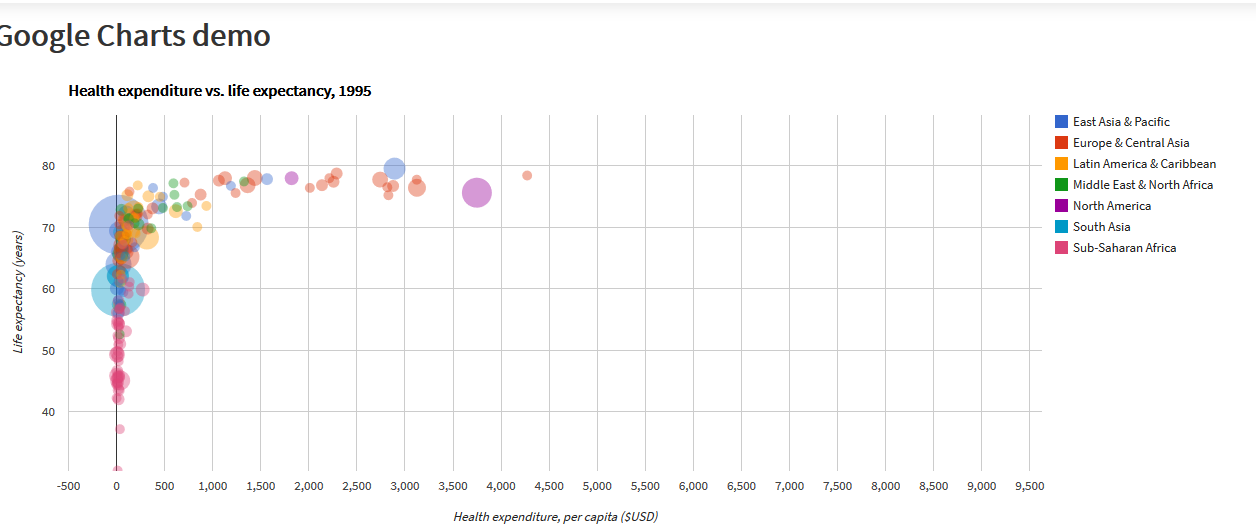 Google Charts demo
Health expenditure vs. life expectancy, 1995
East Asia & Pacific
Europe & Central Asia
Latin America & Caribbean
Middle East & North Africa
North America
South Asia
Sub-Saharan Africa
Life expectancy (years)
80
70
60
50
40
-500 0 500 1,000 1,500 2,000 2,500 3,000 3,500 4,000 4,500 5,000 5,500 6,000 6,500 7,000 7,500 8,000 8,500 9,000 9,500
Health expenditure, per capita ($USD)